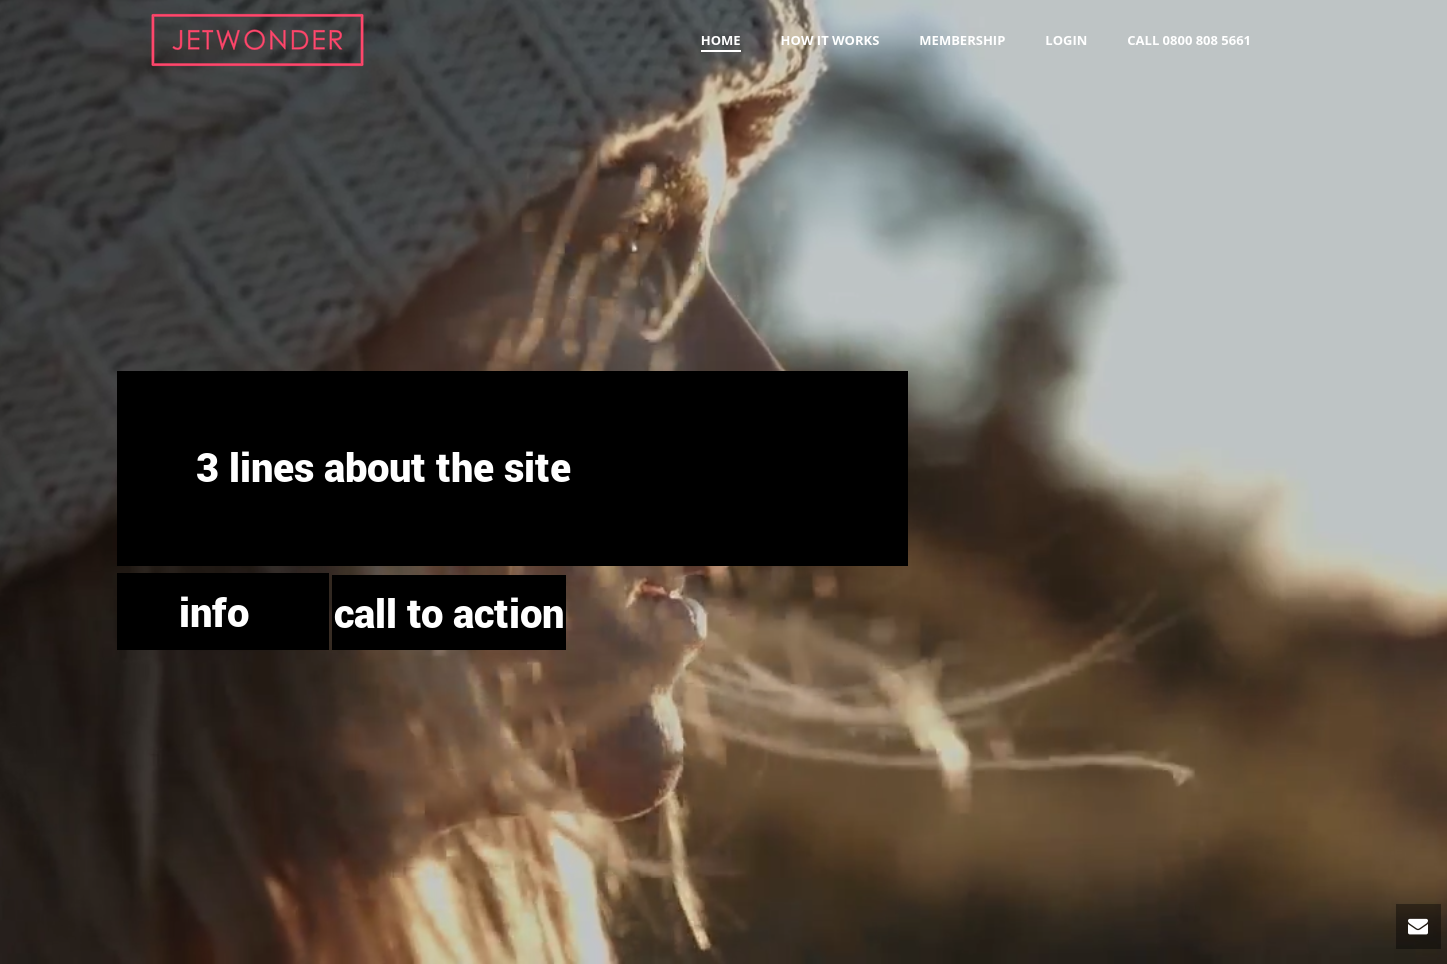 JETWONDER
HOME HOW IT WORKS MEMBERSHIP LOGIN CALL 0800 808 5661
3 lines about the site
info
call to action